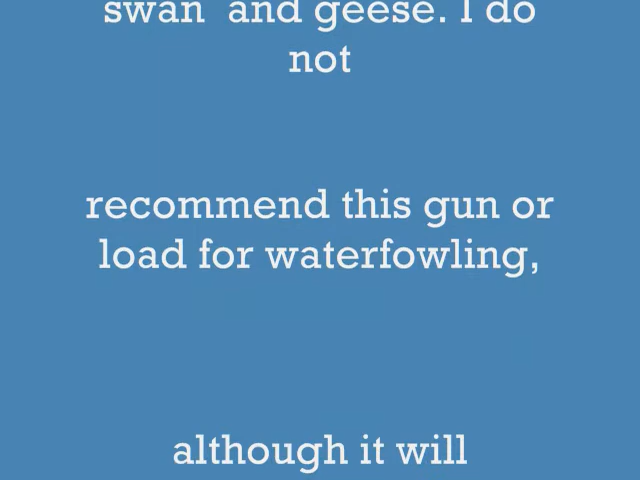 swan  and geese. I do
not
recommend this gun or
load for waterfowling,
although it will